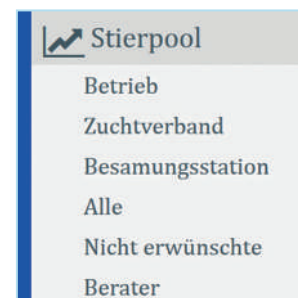 Stierpool
Betrieb
Zuchtverband
Besamungsstation
Alle
Nicht erwünschte
Berater